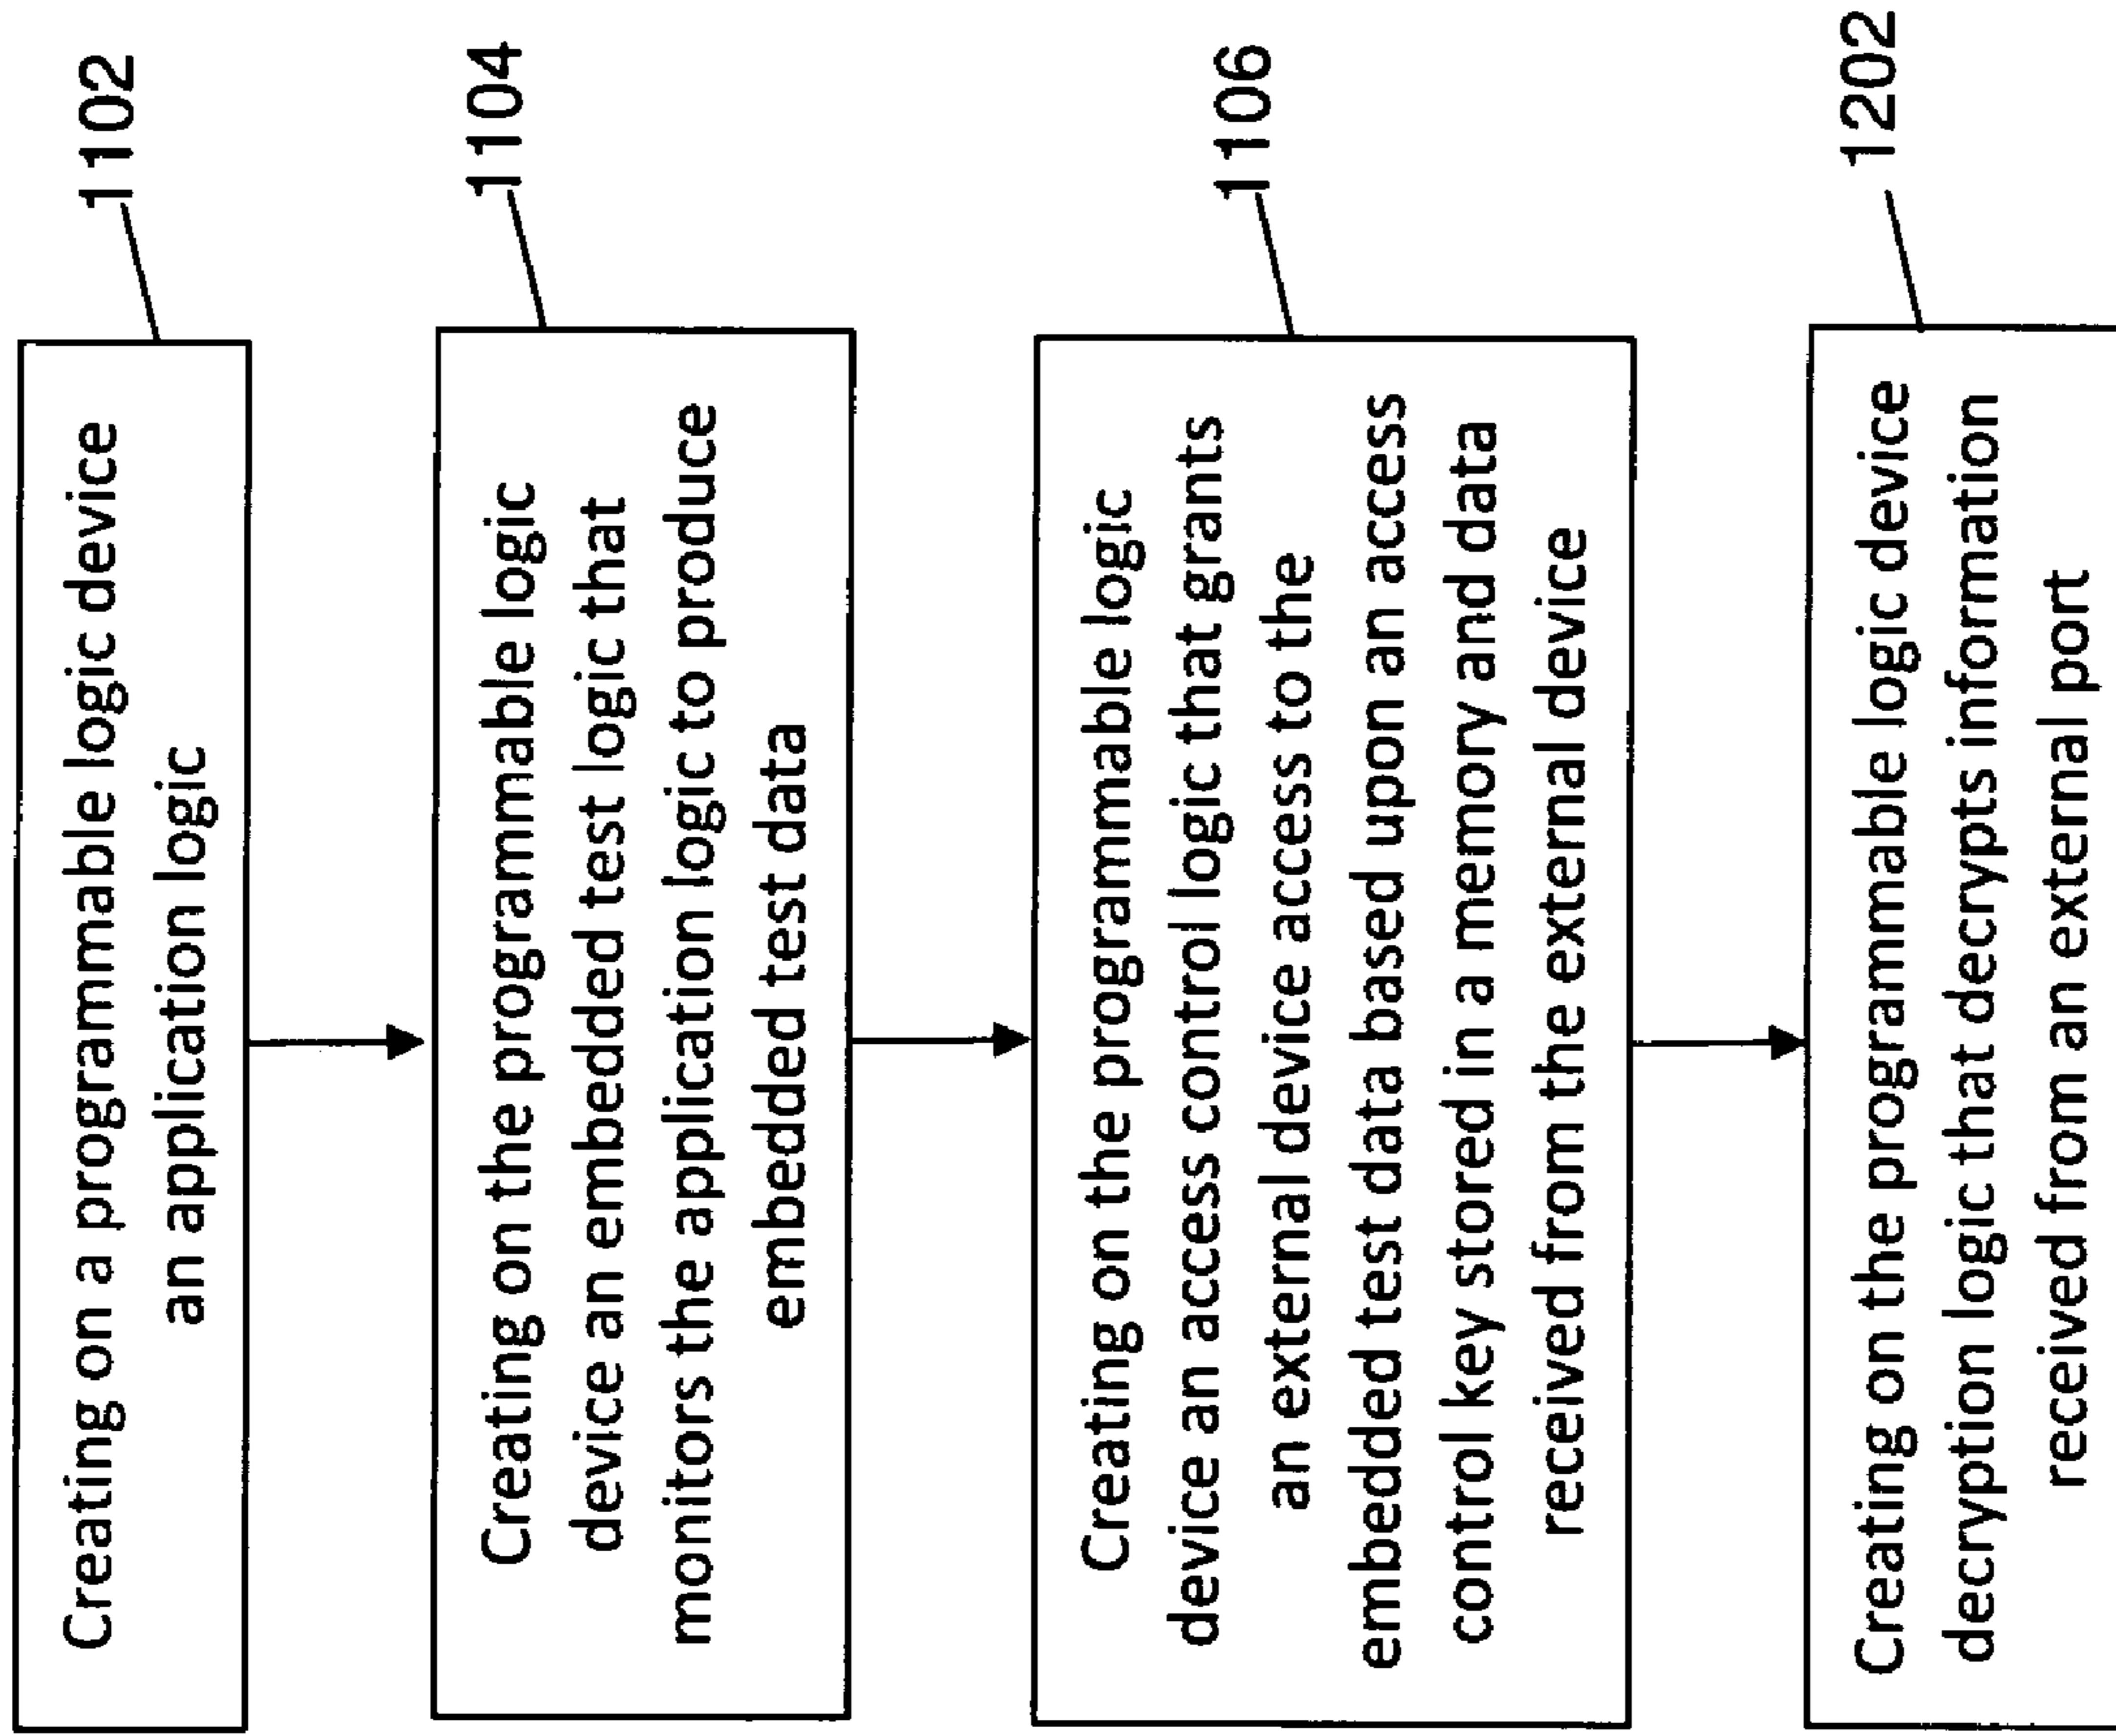 Creating on a programmable logic device
an application logic
1102
Creating on the programmable logic
device an embedded test logic that
monitors the application logic to produce
embedded test data
1104
Creating on the programmable logic
device an access control logic that grants
an external device access to the
embedded test data based upon an access
control key stored in a memory and data
received from the external device
1106
Creating on the programmable logic device
decryption logic that decrypts information
received from an external port
1202